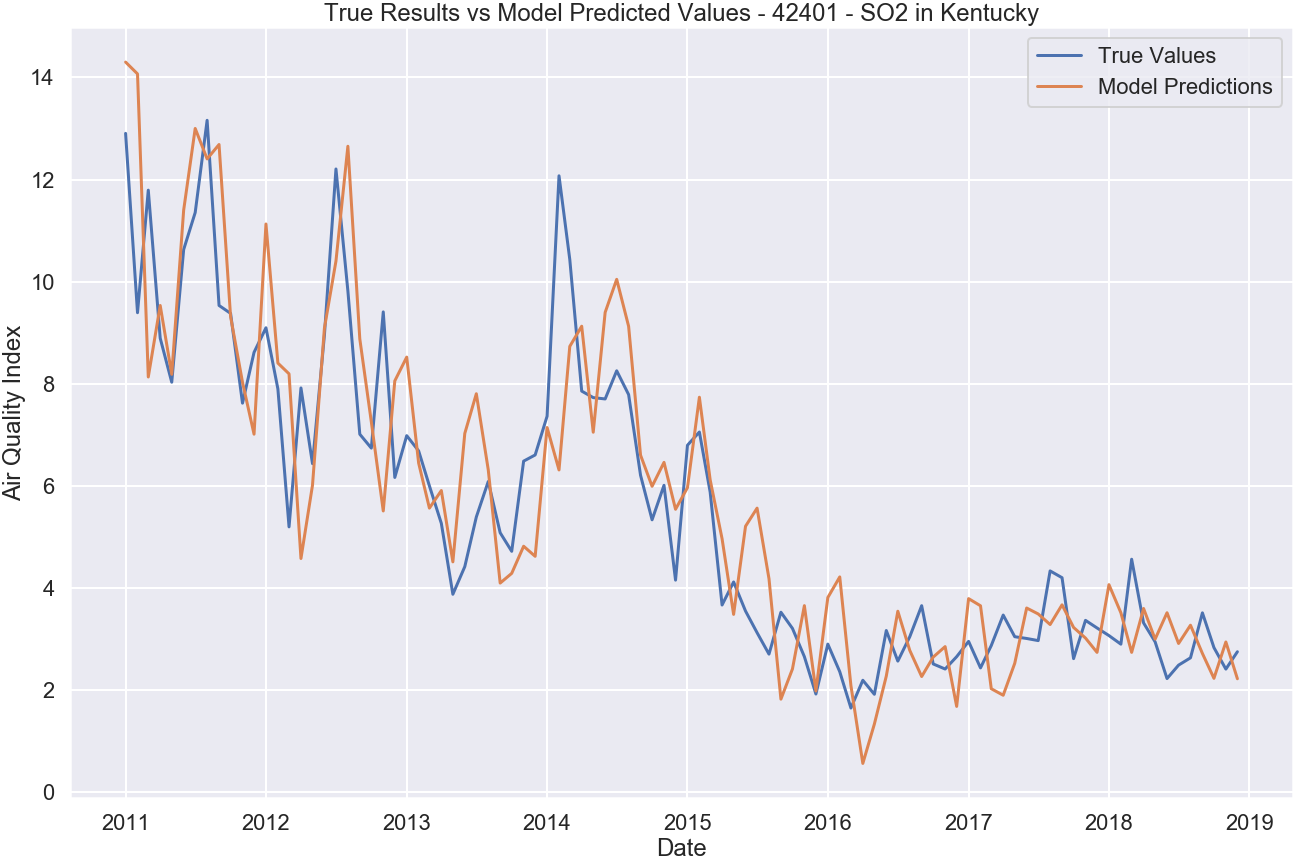 True Results vs Model Predicted Values - 42401 - SO2 in Kentucky
True Values
Model Predictions
Air Quality Index
14
12
10
8
6
4
2
0
2011 2012 2013 2014 2015 2016 2017 2018 2019
Date